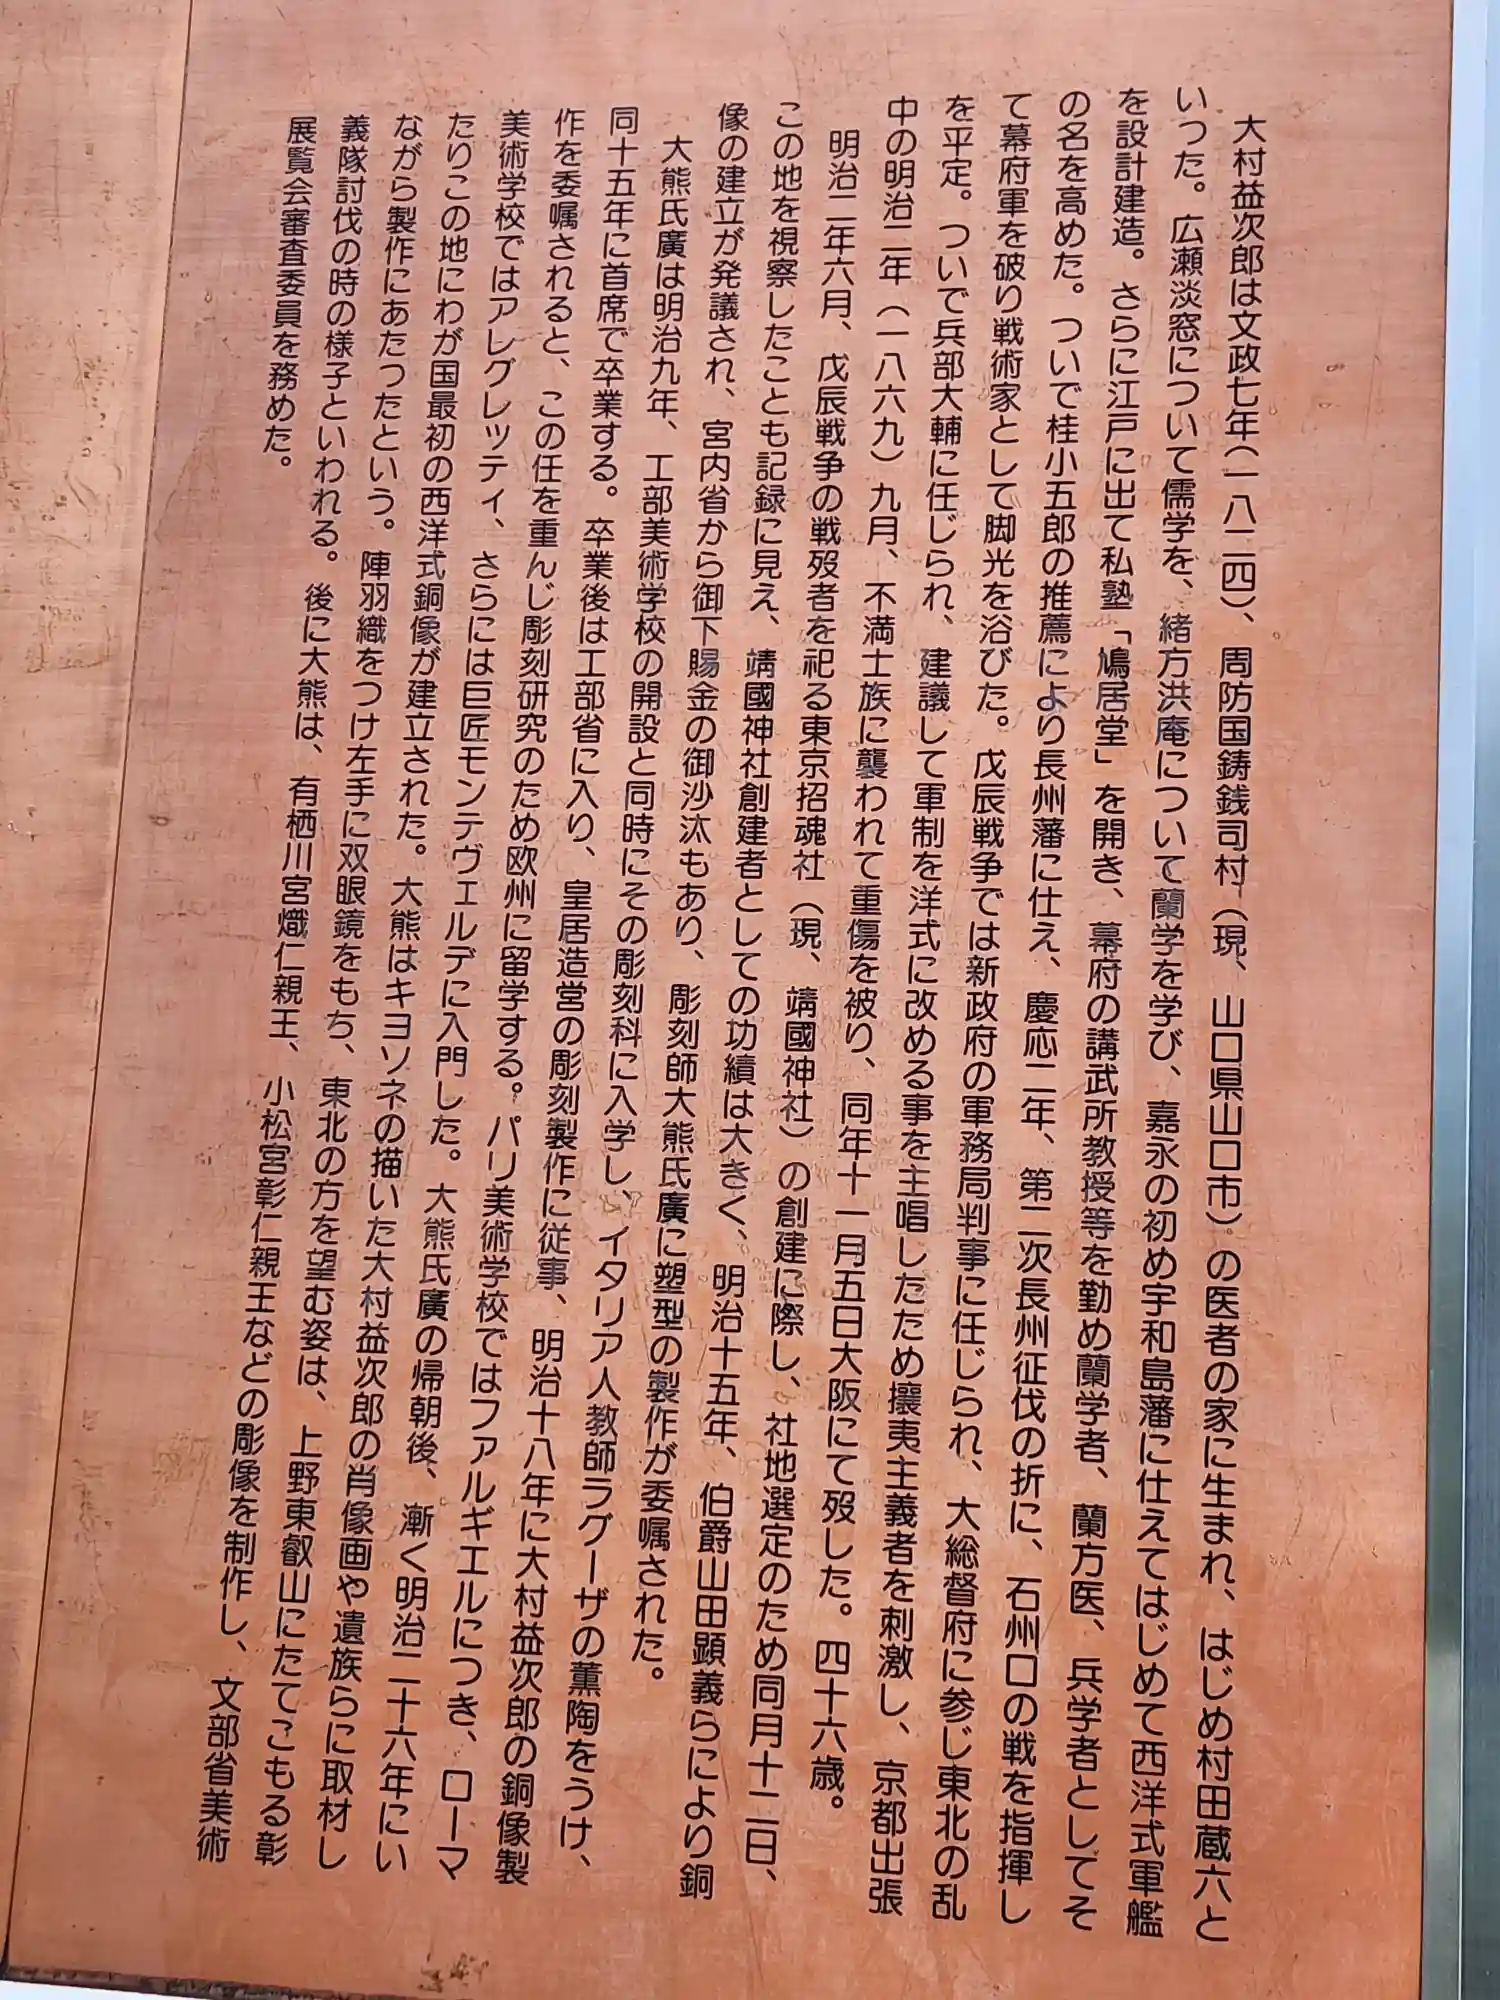 大村益次郎は文政七年（一八二四）、周防国鋳銭司村（現、山口県山口市）の医者の家に生まれ、はじめ村田蔵六と
いった。広瀬淡窓について儒学を、緒方洪庵について蘭学を学び、嘉永の初め宇和島藩に仕えてはじめて西洋式軍艦
を設計建造。さらに江戸に出て私塾「鳩居堂」を開き、幕府の講武所教授等を勤め蘭学者、蘭方医、兵学者としてそ
の名を高めた。ついで桂小五郎の推薦により長州藩に仕え、慶応二年、第二次長州征伐の折に、石州口の戦を指揮し
て幕府軍を破り戦術家として脚光を浴びた。戊辰戦争では新政府の軍務局判事に任じられ、大総督府に参じ東北の乱
を平定。ついで兵部大輔に任じられ、建議して軍制を洋式に改める事を主唱したため攘夷主義者を刺激し、京都出張
中の明治二年（一八六九）九月、不満士族に襲われて重傷を被り、同年十一月五日大阪にて歿した。四十六歳。
明治二年六月、戊辰戦争の戦歿者を祀る東京招魂社（現、靖國神社）の創建に際し、社地選定のため同月十二日、
この地を視察したことも記録に見え、靖國神社創建者としての功績は大きく、明治十五年、伯爵山田顕義らにより銅
像の建立が発議され、宮内省から御下賜金の御沙汰もあり、彫刻師大熊氏廣に塑型の製作が委嘱された。
大熊氏廣は明治九年、工部美術学校の開設と同時にその彫刻科に入学し、イタリア人教師ラグーザの薫陶をうけ、
同十五年に首席で卒業する。卒業後は工部省に入り、皇居造営の彫刻製作に従事、明治十八年に大村益次郎の銅像製
作を委嘱されると、この任を重んじ彫刻研究のため欧州に留学する。パリ美術学校ではファルギエルにつき、ローマ
美術学校ではアレグレッティ、さらには巨匠モンテヴェルデに入門した。大熊氏廣の帰朝後、漸く明治二十六年にい
たりこの地にわが国最初の西洋式銅像が建立された。大熊はキヨソネの描いた大村益次郎の肖像画や遺族らに取材し
ながら製作にあたつたという。陣羽織をつけ左手に双眼鏡をもち、東北の方を望む姿は、上野東叡山にたてこもる彰
義隊討伐の時の様子といわれる。後に大熊は、有栖川宮熾仁親王、小松宮彰仁親王などの彫像を制作し、文部省美術
展覧会審査委員を務めた。